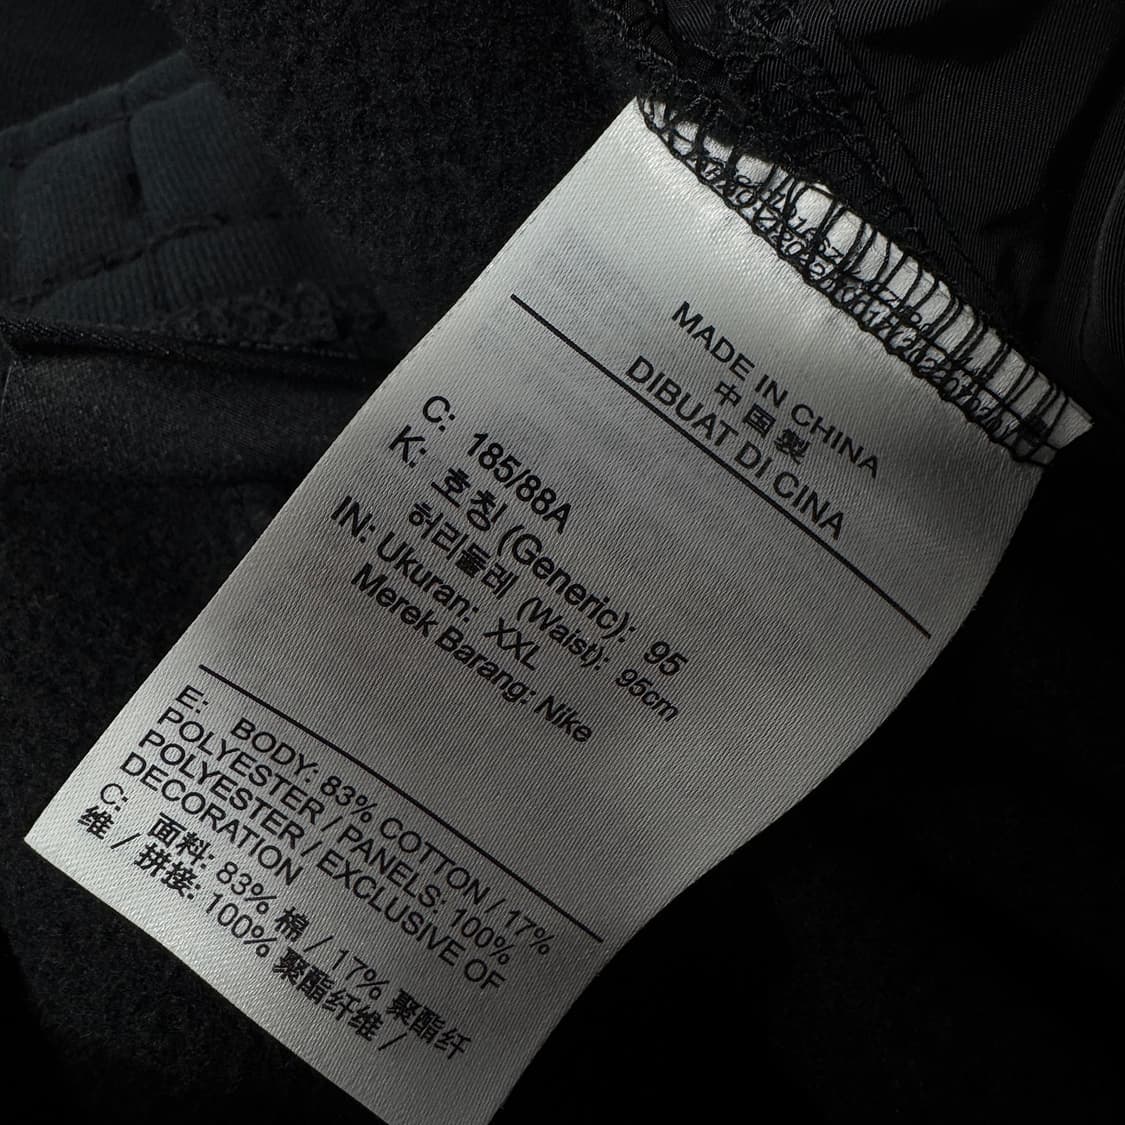 MADE IN CHINA
中国製
DIBUAT DI CINA
C: 185/88A
K: 호칭 (Generic): 95
허리둘레 (Waist): 95cm
IN: Ukuran: XXL
Merek Barang: Nike
E: BODY: 83% COTTON / 17%
POLYESTER / PANELS: 100%
POLYESTER / EXCLUSIVE OF
DECORATION
C: 面料: 83% 棉 / 17% 聚酯纤
维 / 拼接: 100% 聚酯纤维 /